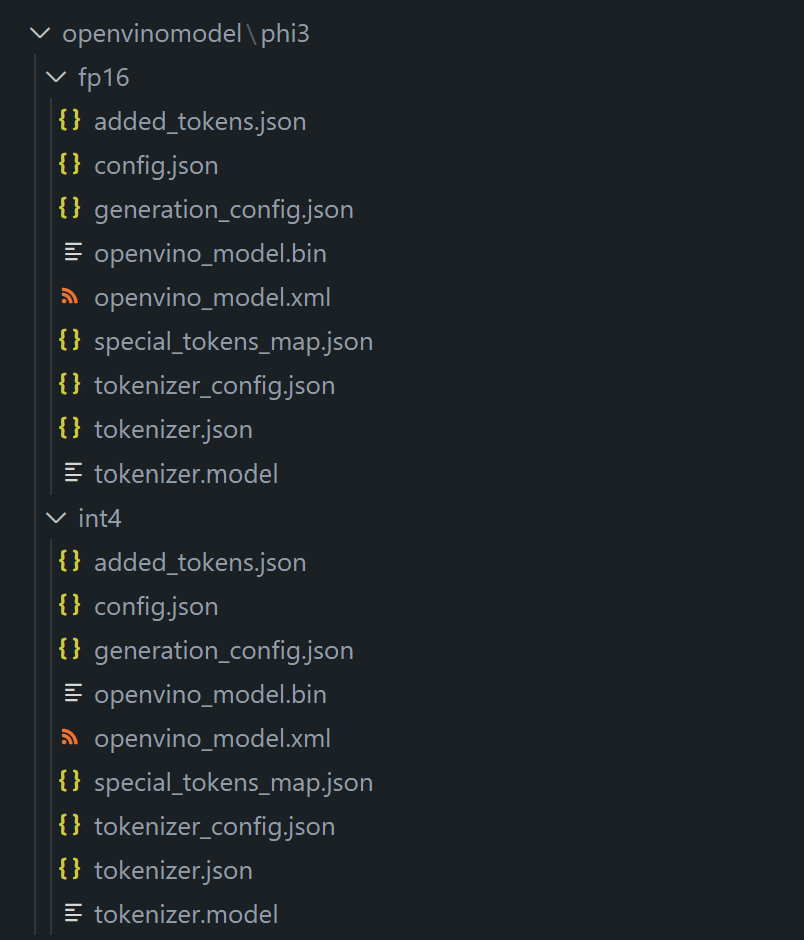 openvinomodel\phi3
fp16
added_tokens.json
config.json
generation_config.json
openvino_model.bin
openvino_model.xml
special_tokens_map.json
tokenizer_config.json
tokenizer.json
tokenizer.model
int4
added_tokens.json
config.json
generation_config.json
openvino_model.bin
openvino_model.xml
special_tokens_map.json
tokenizer_config.json
tokenizer.json
tokenizer.model